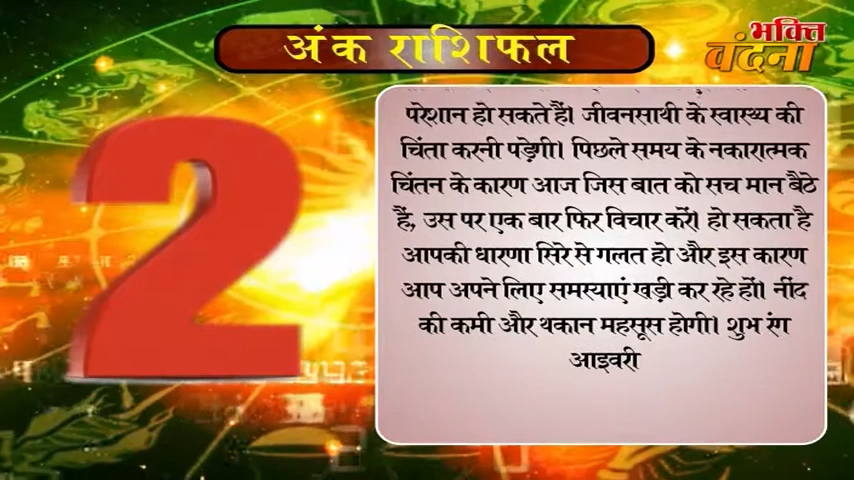 अंक राशिफल
भक्ति
वंदना
2
परेशान हो सकते हैं। जीवनसाथी के स्वास्थ्य की
चिंता करनी पड़ेगी। पिछले समय के नकारात्मक
चिंतन के कारण आज जिस बात को सच मान बैठे
हैं, उस पर एक बार फिर विचार करें। हो सकता है
आपकी धारणा सिरे से गलत हो और इस कारण
आप अपने लिए समस्याएं खड़ी कर रहे हों। नींद
की कमी और थकान महसूस होगी। शुभ रंग
आइवरी